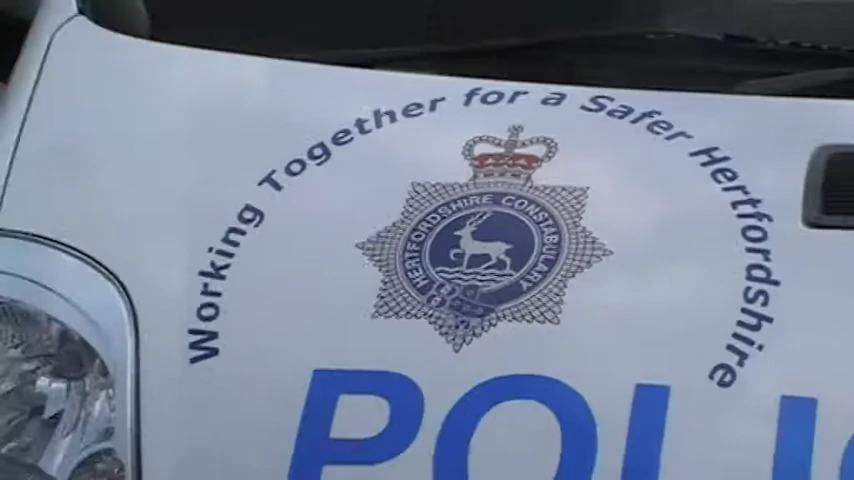 Working Together for a Safer Hertfordshire
HERTFORDSHIRE CONSTABULARY
POLI